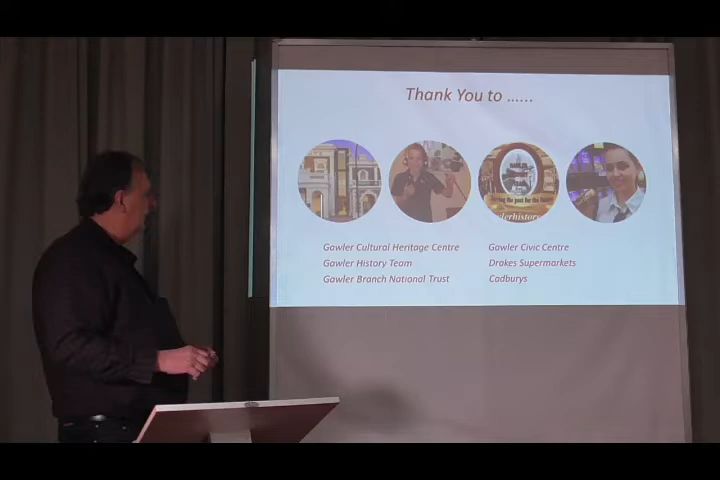 Thank You to ......
Gawler Cultural Heritage Centre
Gawler History Team
Gawler Branch National Trust
Gawler Civic Centre
Drakes Supermarkets
Cadburys